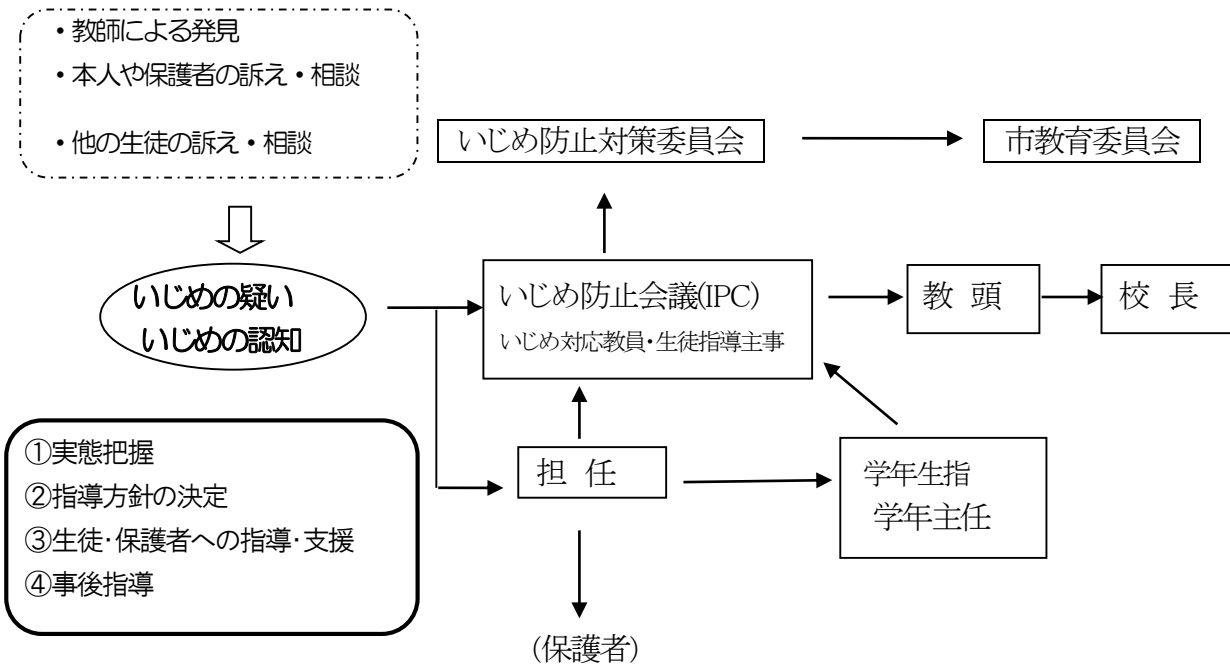 ・教師による発見
・本人や保護者の訴え・相談
・他の生徒の訴え・相談
いじめ防止対策委員会
市教育委員会
いじめの疑い
いじめの認知
いじめ防止会議(IPC)
いじめ対応教員・生徒指導主事
教 頭
校 長
①実態把握
②指導方針の決定
③生徒・保護者への指導・支援
④事後指導
担 任
学年生指
学年主任
(保護者)